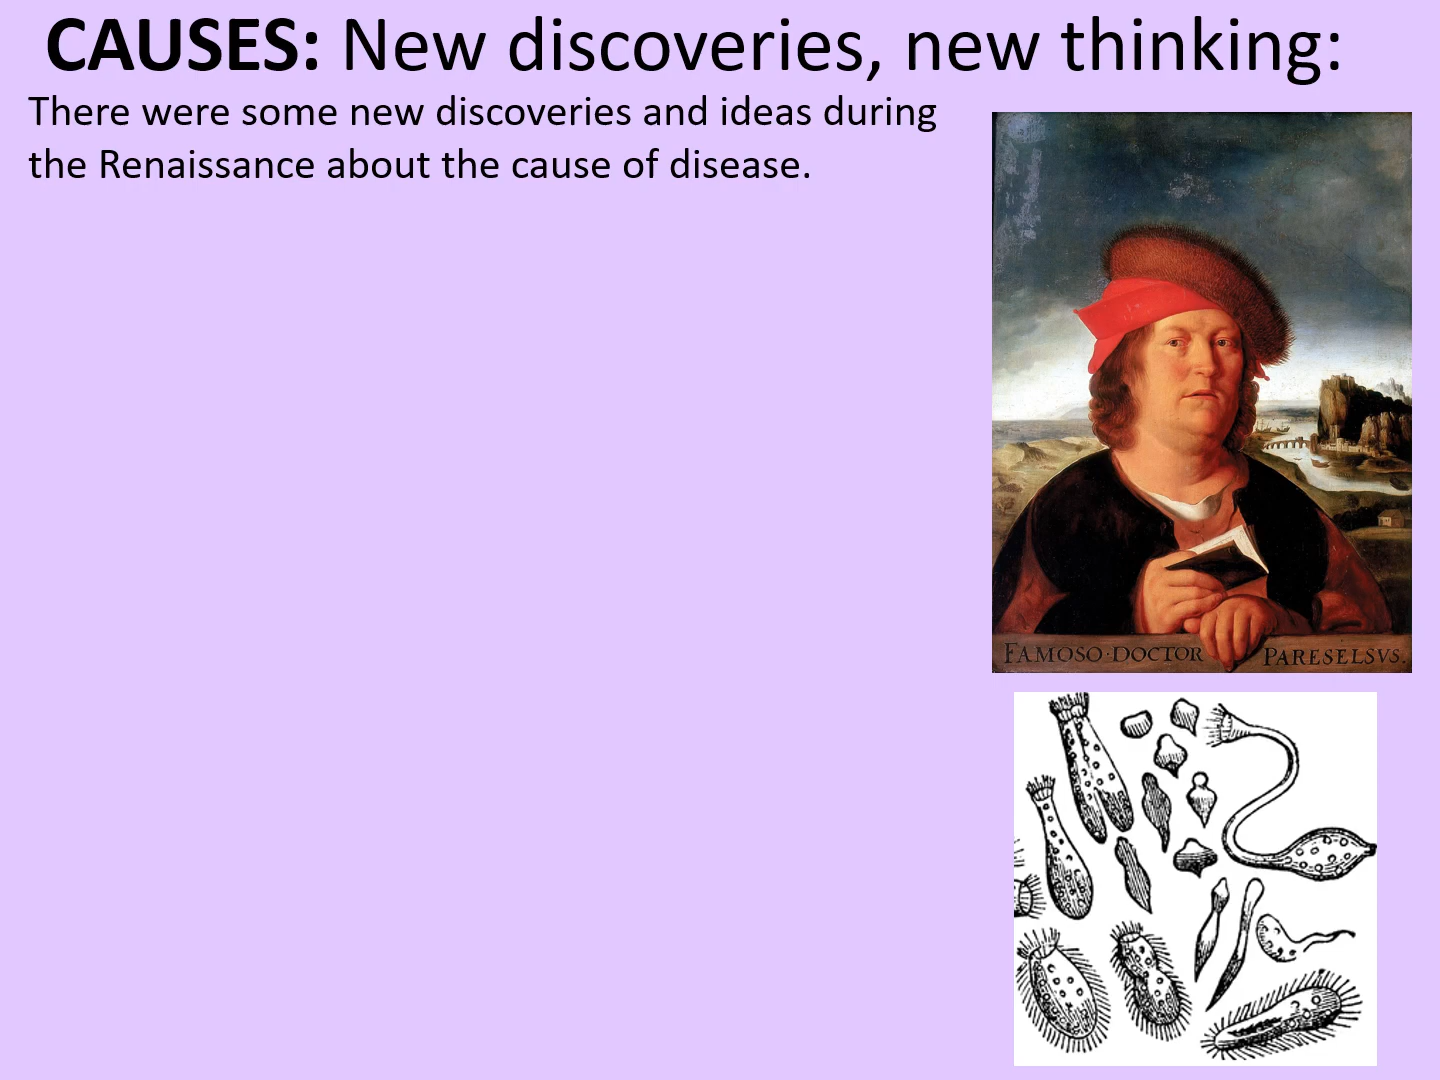 CAUSES: New discoveries, new thinking:
There were some new discoveries and ideas during
the Renaissance about the cause of disease.
FAMOSO·DOCTOR PARESELSVS.